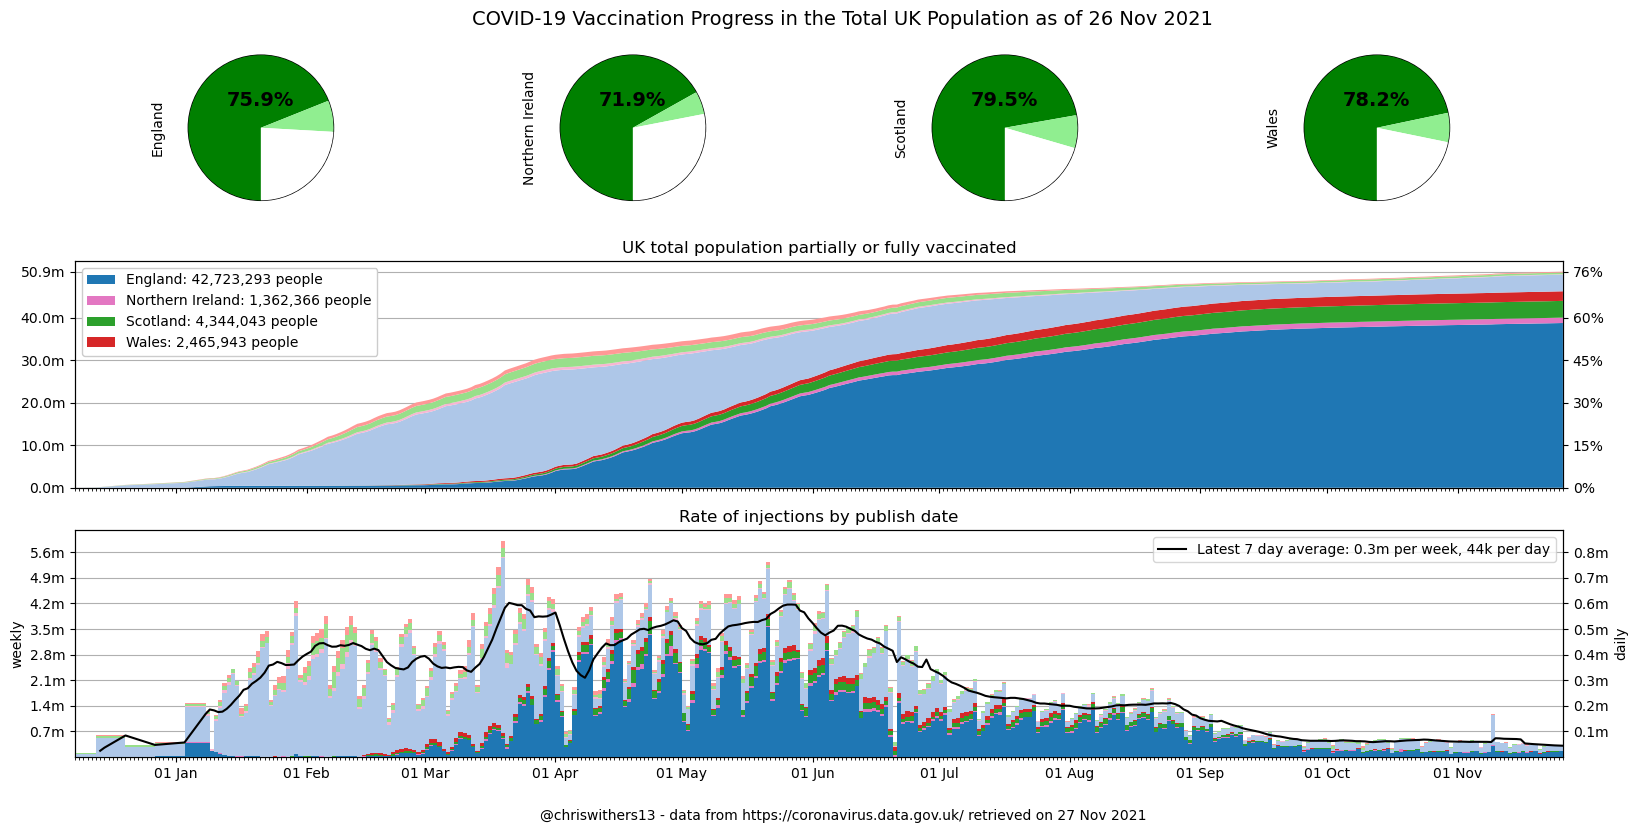 COVID-19 Vaccination Progress in the Total UK Population as of 26 Nov 2021
England
75.9%
Northern Ireland
71.9%
Scotland
79.5%
Wales
78.2%
UK total population partially or fully vaccinated
50.9m
40.0m
30.0m
20.0m
10.0m
0.0m
England: 42,723,293 people
Northern Ireland: 1,362,366 people
Scotland: 4,344,043 people
Wales: 2,465,943 people
76%
60%
45%
30%
15%
0%
Rate of injections by publish date
weekly
5.6m
4.9m
4.2m
3.5m
2.8m
2.1m
1.4m
0.7m
Latest 7 day average: 0.3m per week, 44k per day
0.8m
0.7m
0.6m
0.5m
0.4m
0.3m
0.2m
0.1m
daily
01 Jan
01 Feb
01 Mar
01 Apr
01 May
01 Jun
01 Jul
01 Aug
01 Sep
01 Oct
01 Nov
@chriswithers13 - data from https://coronavirus.data.gov.uk/ retrieved on 27 Nov 2021